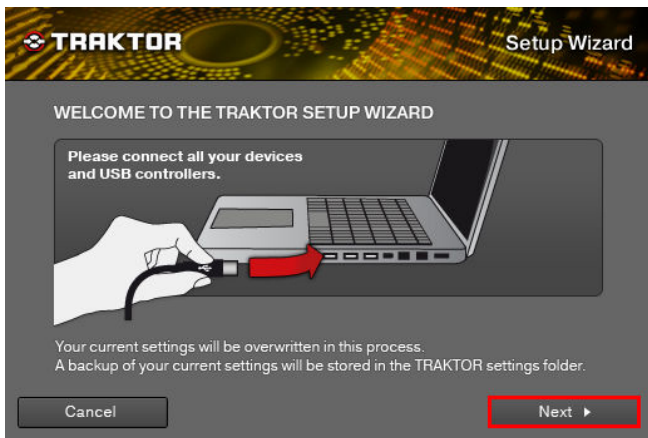 TRAKTOR
Setup Wizard
WELCOME TO THE TRAKTOR SETUP WIZARD
Please connect all your devices
and USB controllers.
Your current settings will be overwritten in this process.
A backup of your current settings will be stored in the TRAKTOR settings folder.
Cancel
Next